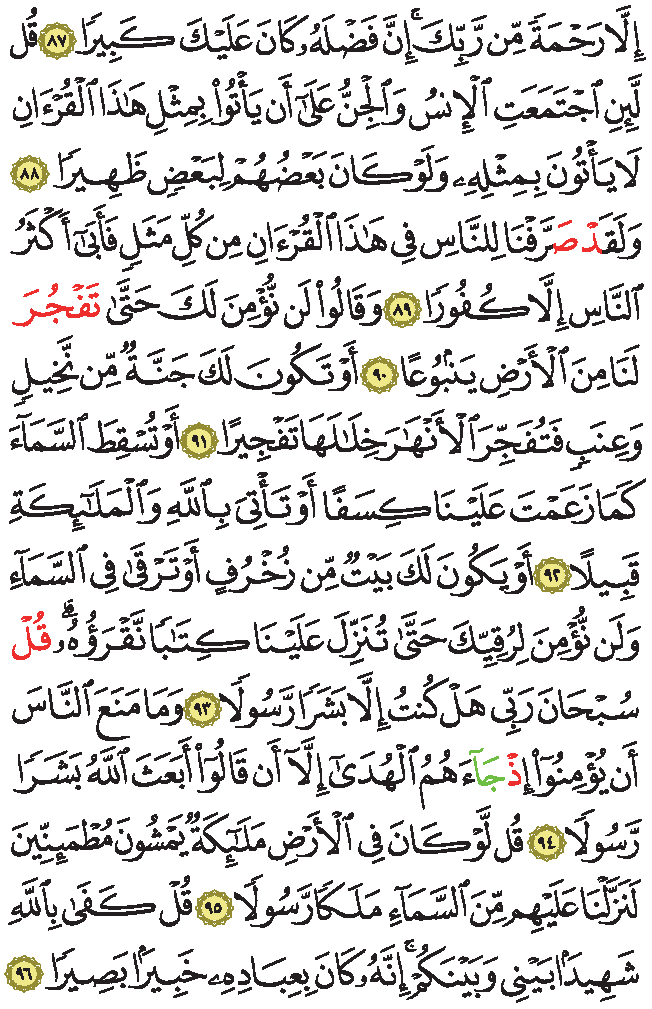 إِلَّا رَحْمَةً مِّن رَّبِّكَ ۚ إِنَّ فَضْلَهُۥ كَانَ عَلَيْكَ كَبِيرًا ٨٧ قُل
لَّئِنِ ٱجْتَمَعَتِ ٱلْإِنسُ وَٱلْجِنُّ عَلَىٰٓ أَن يَأْتُوا۟ بِمِثْلِ هَٰذَا ٱلْقُرْءَانِ
لَا يَأْتُونَ بِمِثْلِهِۦ وَلَوْ كَانَ بَعْضُهُمْ لِبَعْضٍ ظَهِيرًا ٨٨
وَلَقَدْ صَرَّفْنَا لِلنَّاسِ فِى هَٰذَا ٱلْقُرْءَانِ مِن كُلِّ مَثَلٍ فَأَبَىٰٓ أَكْثَرُ
ٱلنَّاسِ إِلَّا كُفُورًا ٨٩ وَقَالُوا۟ لَن نُّؤْمِنَ لَكَ حَتَّىٰ تَفْجُرَ
لَنَا مِنَ ٱلْأَرْضِ يَنۢبُوعًا ٩٠ أَوْ تَكُونَ لَكَ جَنَّةٌ مِّن نَّخِيلٍ
وَعِنَبٍ فَتُفَجِّرَ ٱلْأَنْهَٰرَ خِلَٰلَهَا تَفْجِيرًا ٩١ أَوْ تُسْقِطَ ٱلسَّمَآءَ
كَمَا زَعَمْتَ عَلَيْنَا كِسَفًا أَوْ تَأْتِىَ بِٱللَّهِ وَٱلْمَلَٰٓئِكَةِ
قَبِيلًا ٩٢ أَوْ يَكُونَ لَكَ بَيْتٌ مِّن زُخْرُفٍ أَوْ تَرْقَىٰ فِى ٱلسَّمَآءِ
وَلَن نُّؤْمِنَ لِرُقِيِّكَ حَتَّىٰ تُنَزِّلَ عَلَيْنَا كِتَٰبًا نَّقْرَؤُهُۥ ۗ قُلْ
سُبْحَانَ رَبِّى هَلْ كُنتُ إِلَّا بَشَرًا رَّسُولًا ٩٣ وَمَا مَنَعَ ٱلنَّاسَ
أَن يُؤْمِنُوٓا۟ إِذْ جَآءَهُمُ ٱلْهُدَىٰٓ إِلَّآ أَن قَالُوٓا۟ أَبَعَثَ ٱللَّهُ بَشَرًا
رَّسُولًا ٩٤ قُل لَّوْ كَانَ فِى ٱلْأَرْضِ مَلَٰٓئِكَةٌ يَمْشُونَ مُطْمَئِنِّينَ
لَنَزَّلْنَا عَلَيْهِم مِّنَ ٱلسَّمَآءِ مَلَكًا رَّسُولًا ٩٥ قُلْ كَفَىٰ بِٱللَّهِ
شَهِيدًۢا بَيْنِى وَبَيْنَكُمْ ۚ إِنَّهُۥ كَانَ بِعِبَادِهِۦ خَبِيرًۢا بَصِيرًا ٩٦